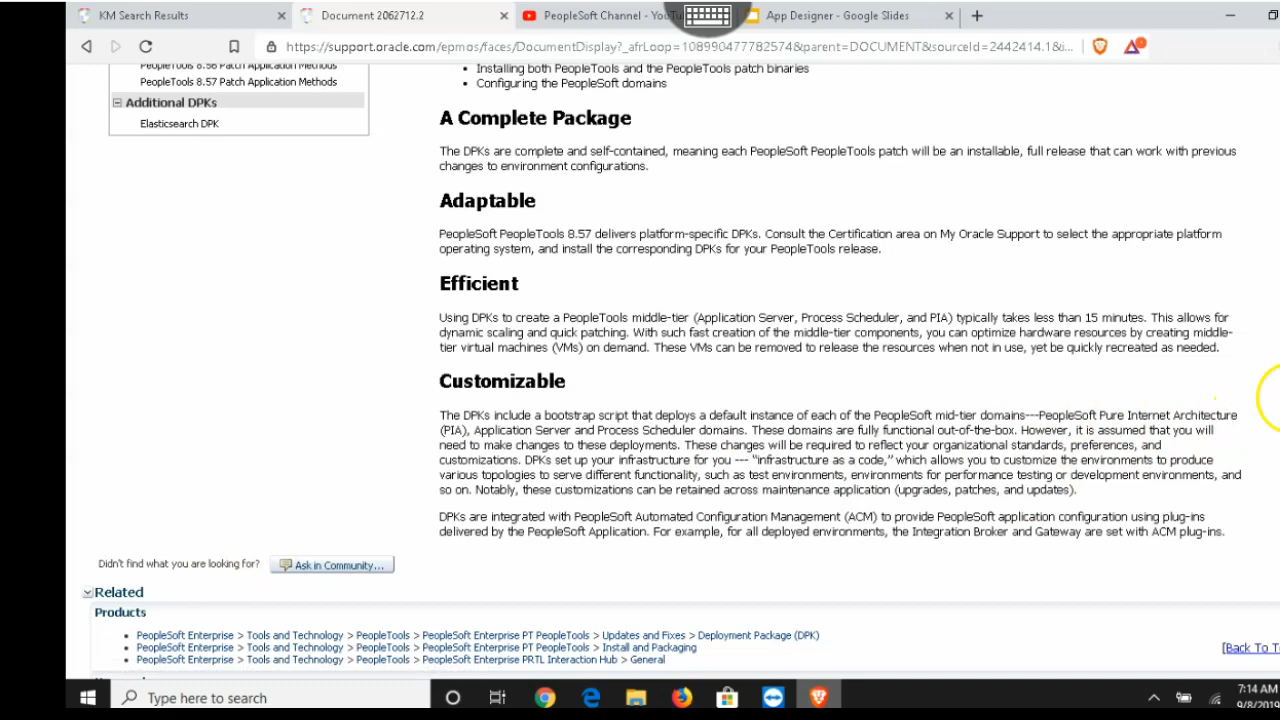 KM Search Results
Document 2062712.2
PeopleSoft Channel - YouTu
App Designer - Google Slides
https://support.oracle.com/epmos/faces/DocumentDisplay?_afrLoop=108990477782574&parent=DOCUMENT&sourceId=2442414.1&i...
PeopleTools 8.56 Patch Application Methods
PeopleTools 8.57 Patch Application Methods
Additional DPKs
Elasticsearch DPK
• Installing both PeopleTools and the PeopleTools patch binaries
• Configuring the PeopleSoft domains
A Complete Package
The DPKs are complete and self-contained, meaning each PeopleSoft PeopleTools patch will be an installable, full release that can work with previous
changes to environment configurations.
Adaptable
PeopleSoft PeopleTools 8.57 delivers platform-specific DPKs. Consult the Certification area on My Oracle Support to select the appropriate platform
operating system, and install the corresponding DPKs for your PeopleTools release.
Efficient
Using DPKs to create a PeopleTools middle-tier (Application Server, Process Scheduler, and PIA) typically takes less than 15 minutes. This allows for
dynamic scaling and quick patching. With such fast creation of the middle-tier components, you can optimize hardware resources by creating middle-
tier virtual machines (VMs) on demand. These VMs can be removed to release the resources when not in use, yet be quickly recreated as needed.
Customizable
The DPKs include a bootstrap script that deploys a default instance of each of the PeopleSoft mid-tier domains---PeopleSoft Pure Internet Architecture
(PIA), Application Server and Process Scheduler domains. These domains are fully functional out-of-the-box. However, it is assumed that you will
need to make changes to these deployments. These changes will be required to reflect your organizational standards, preferences, and
customizations. DPKs set up your infrastructure for you --- "infrastructure as a code," which allows you to customize the environments to produce
various topologies to serve different functionality, such as test environments, environments for performance testing or development environments, and
so on. Notably, these customizations can be retained across maintenance application (upgrades, patches, and updates).
DPKs are integrated with PeopleSoft Automated Configuration Management (ACM) to provide PeopleSoft application configuration using plug-ins
delivered by the PeopleSoft Application. For example, for all deployed environments, the Integration Broker and Gateway are set with ACM plug-ins.
Didn't find what you are looking for?
Ask in Community...
Related
Products
• PeopleSoft Enterprise > Tools and Technology > PeopleTools > PeopleSoft Enterprise PT PeopleTools > Updates and Fixes > Deployment Package (DPK)
• PeopleSoft Enterprise > Tools and Technology > PeopleTools > PeopleSoft Enterprise PT PeopleTools > Install and Packaging
• PeopleSoft Enterprise > Tools and Technology > PeopleTools > PeopleSoft Enterprise PRTL Interaction Hub > General
[Back To T
Type here to search
7:14 AM
9/8/2019